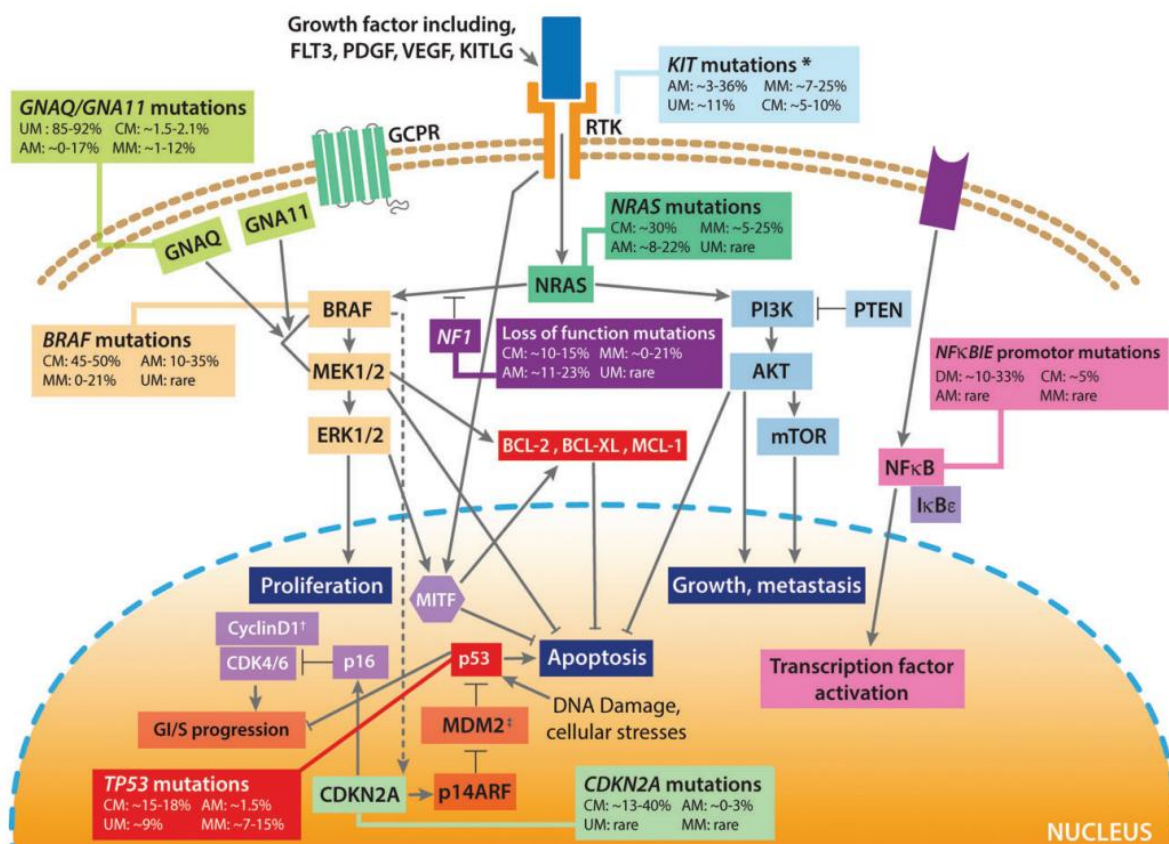 Growth factor including,
FLT3, PDGF, VEGF, KITLG
KIT mutations *
AM: ~3-36% MM: ~7-25%
UM: ~11% CM: ~5-10%
GNAQ/GNA11 mutations
UM : 85-92% CM: ~1.5-2.1%
AM: ~0-17% MM: ~1-12%
GCPR
RTK
GNA11
GNAQ
NRAS mutations
CM: ~30% MM: ~5-25%
AM: ~8-22% UM: rare
NRAS
BRAF
BRAF mutations
CM: 45-50% AM: 10-35%
MM: 0-21% UM: rare
NF1
Loss of function mutations
CM: ~10-15% MM: ~0-21%
AM: ~11-23% UM: rare
PI3K
PTEN
NFκBIE promotor mutations
DM: ~10-33% CM: ~5%
AM: rare MM: rare
MEK1/2
AKT
ERK1/2
BCL-2 , BCL-XL , MCL-1
mTOR
NFκB
IκBε
Proliferation
MITF
Growth, metastasis
CyclinD1†
CDK4/6
p16
p53
Apoptosis
Transcription factor
activation
GI/S progression
MDM2‡
DNA Damage,
cellular stresses
TP53 mutations
CM: ~15-18% AM: ~1.5%
UM: ~9% MM: ~7-15%
CDKN2A
p14ARF
CDKN2A mutations
CM: ~13-40% AM: ~0-3%
UM: rare MM: rare
NUCLEUS